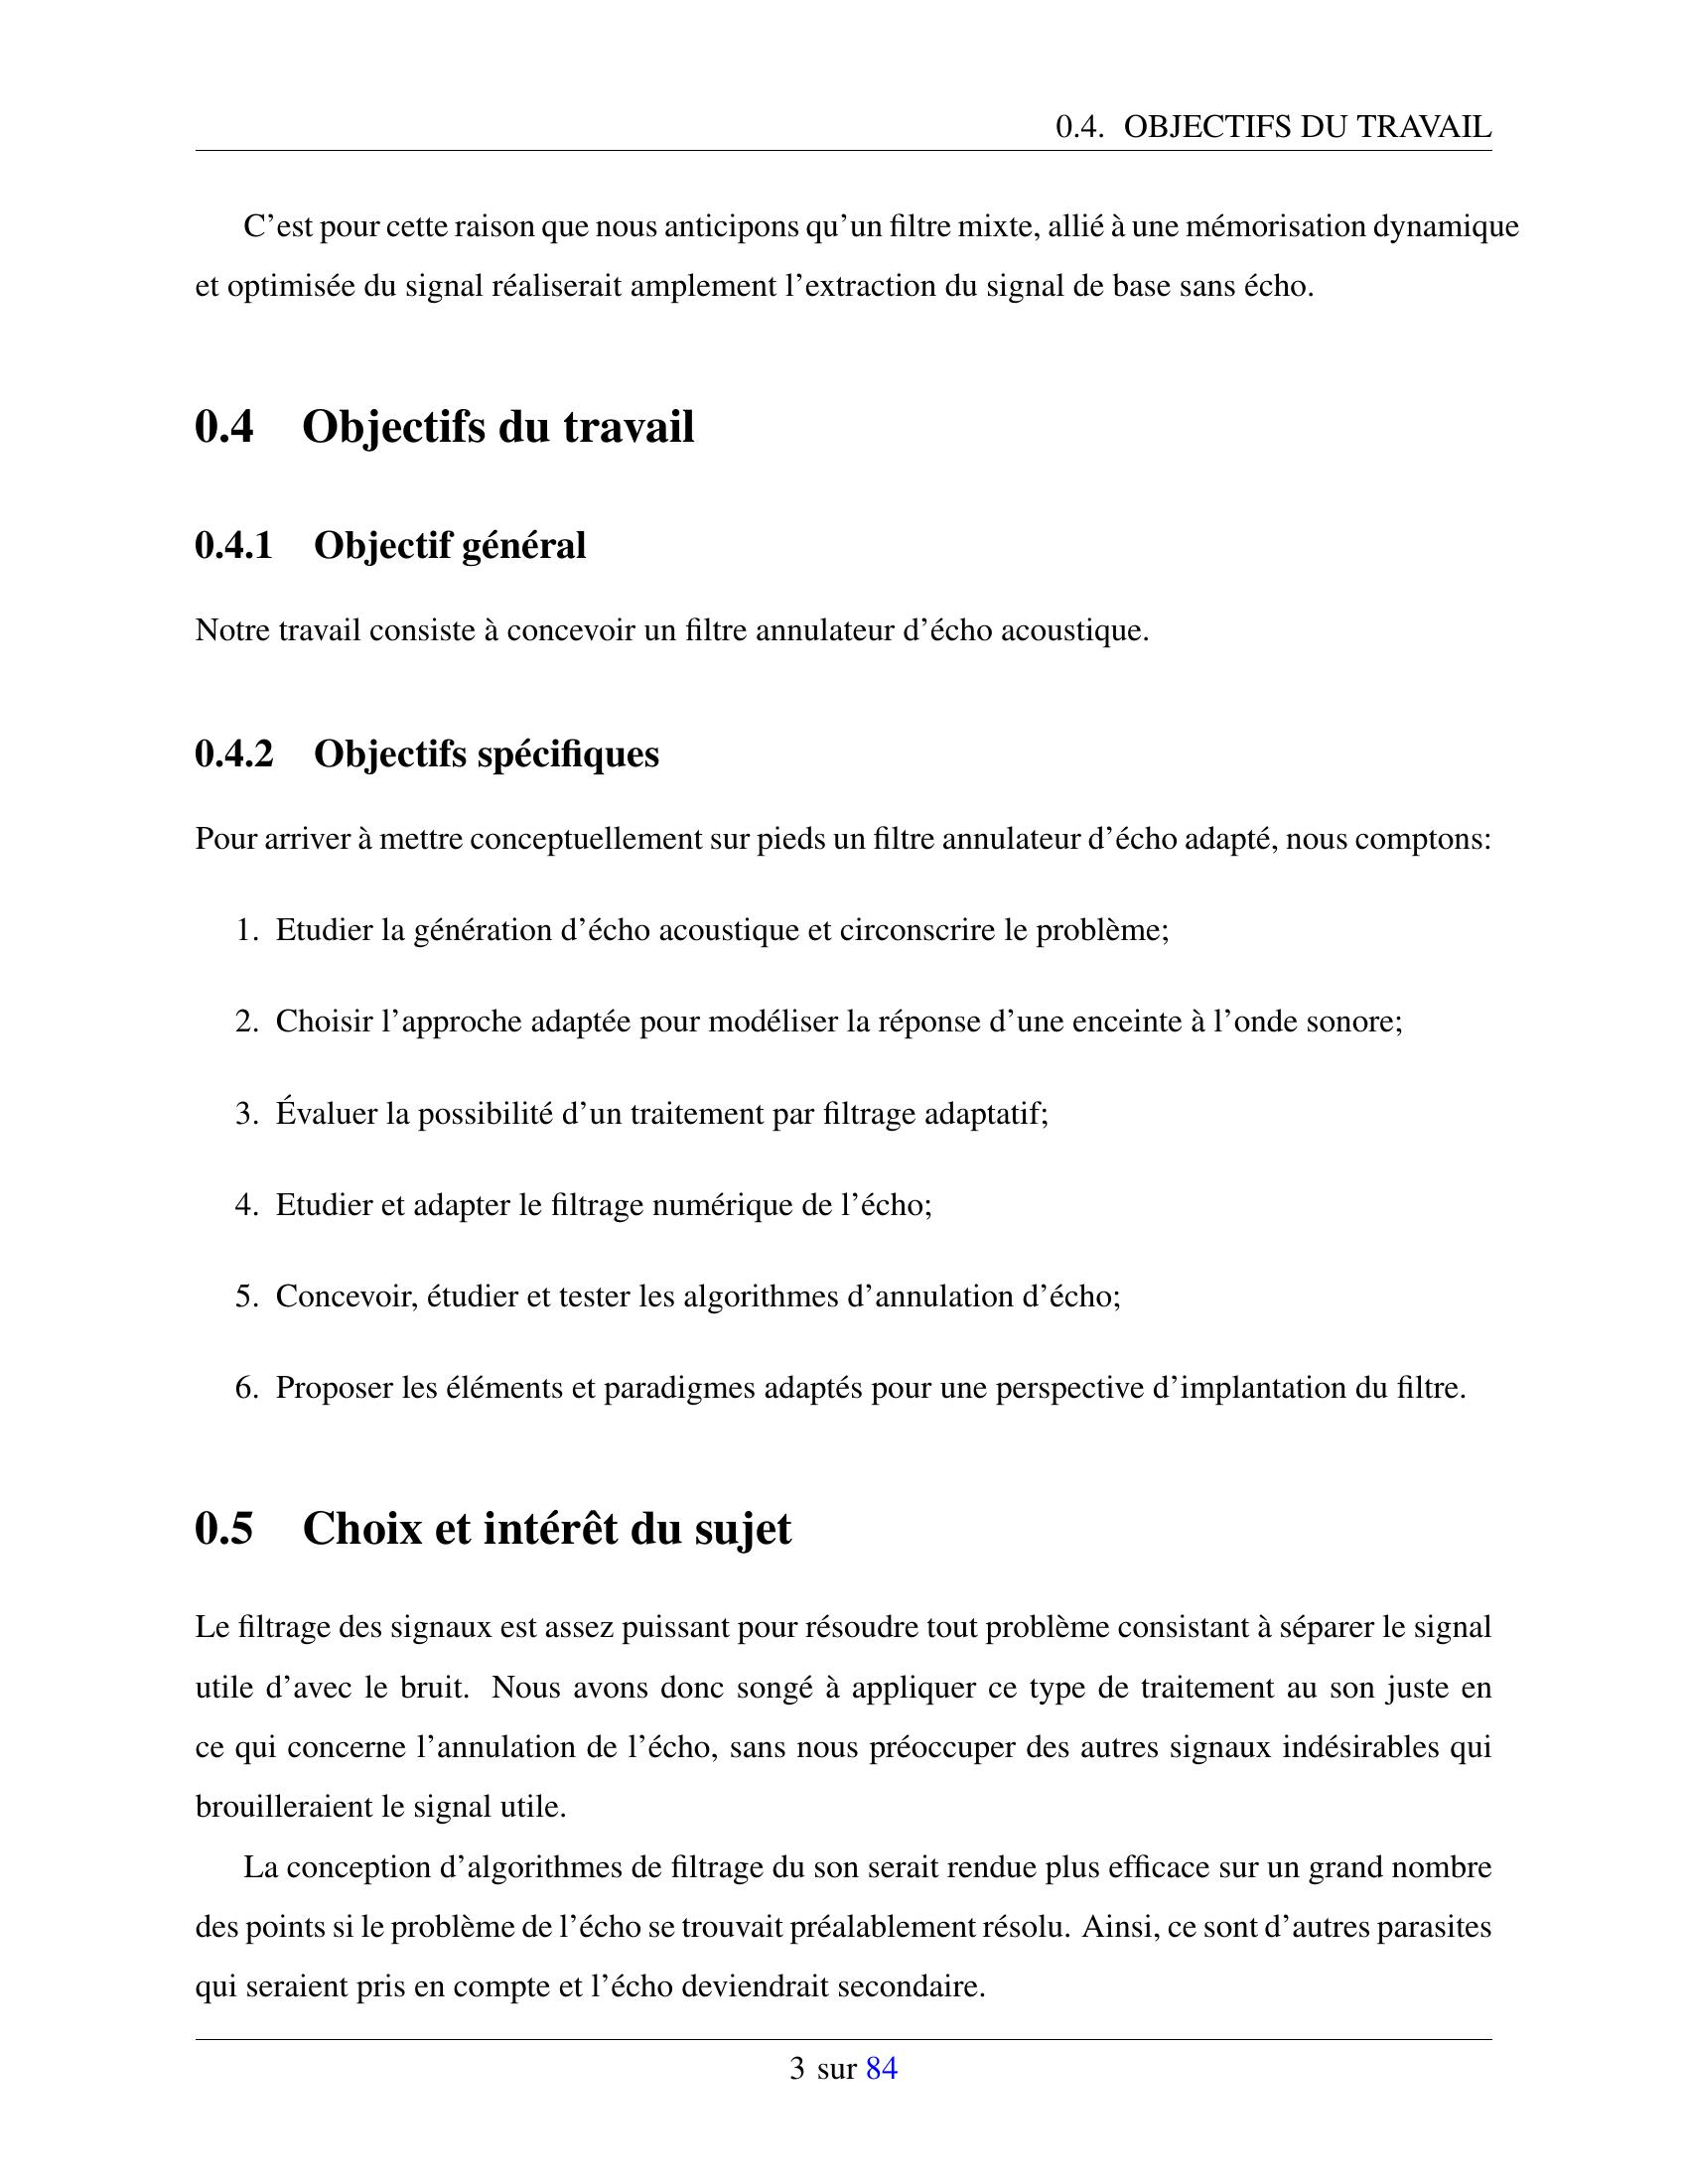 0.4. OBJECTIFS DU TRAVAIL
C'est pour cette raison que nous anticipons qu'un filtre mixte, allié à une mémorisation dynamique
et optimisée du signal réaliserait amplement l'extraction du signal de base sans écho.
0.4 Objectifs du travail
0.4.1 Objectif général
Notre travail consiste à concevoir un filtre annulateur d'écho acoustique.
0.4.2 Objectifs spécifiques
Pour arriver à mettre conceptuellement sur pieds un filtre annulateur d'écho adapté, nous comptons:
1. Etudier la génération d'écho acoustique et circonscrire le problème;
2. Choisir l'approche adaptée pour modéliser la réponse d'une enceinte à l'onde sonore;
3. Évaluer la possibilité d'un traitement par filtrage adaptatif;
4. Etudier et adapter le filtrage numérique de l'écho;
5. Concevoir, étudier et tester les algorithmes d'annulation d'écho;
6. Proposer les éléments et paradigmes adaptés pour une perspective d'implantation du filtre.
0.5 Choix et intérêt du sujet
Le filtrage des signaux est assez puissant pour résoudre tout problème consistant à séparer le signal
utile d'avec le bruit. Nous avons donc songé à appliquer ce type de traitement au son juste en
ce qui concerne l'annulation de l'écho, sans nous préoccuper des autres signaux indésirables qui
brouilleraient le signal utile.
La conception d'algorithmes de filtrage du son serait rendue plus efficace sur un grand nombre
des points si le problème de l'écho se trouvait préalablement résolu. Ainsi, ce sont d'autres parasites
qui seraient pris en compte et l'écho deviendrait secondaire.
3 sur 84